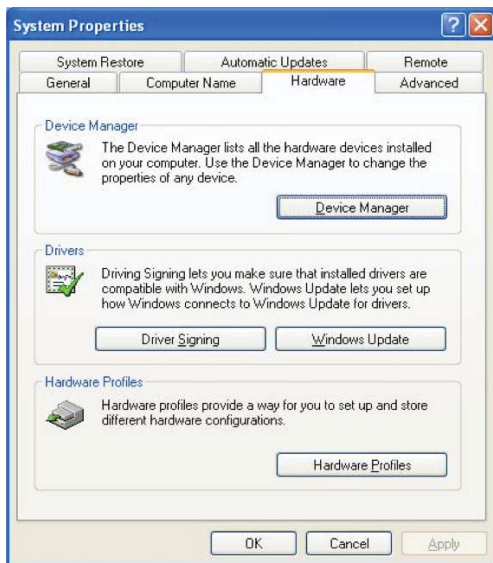 System Properties
System Restore Automatic Updates Remote
General Computer Name Hardware Advanced
Device Manager
The Device Manager lists all the hardware devices installed
on your computer. Use the Device Manager to change the
properties of any device.
Device Manager
Drivers
Driving Signing lets you make sure that installed drivers are
compatible with Windows. Windows Update lets you set up
how Windows connects to Windows Update for drivers.
Driver Signing Windows Update
Hardware Profiles
Hardware profiles provide a way for you to set up and store
different hardware configurations.
Hardware Profiles
OK Cancel Apply